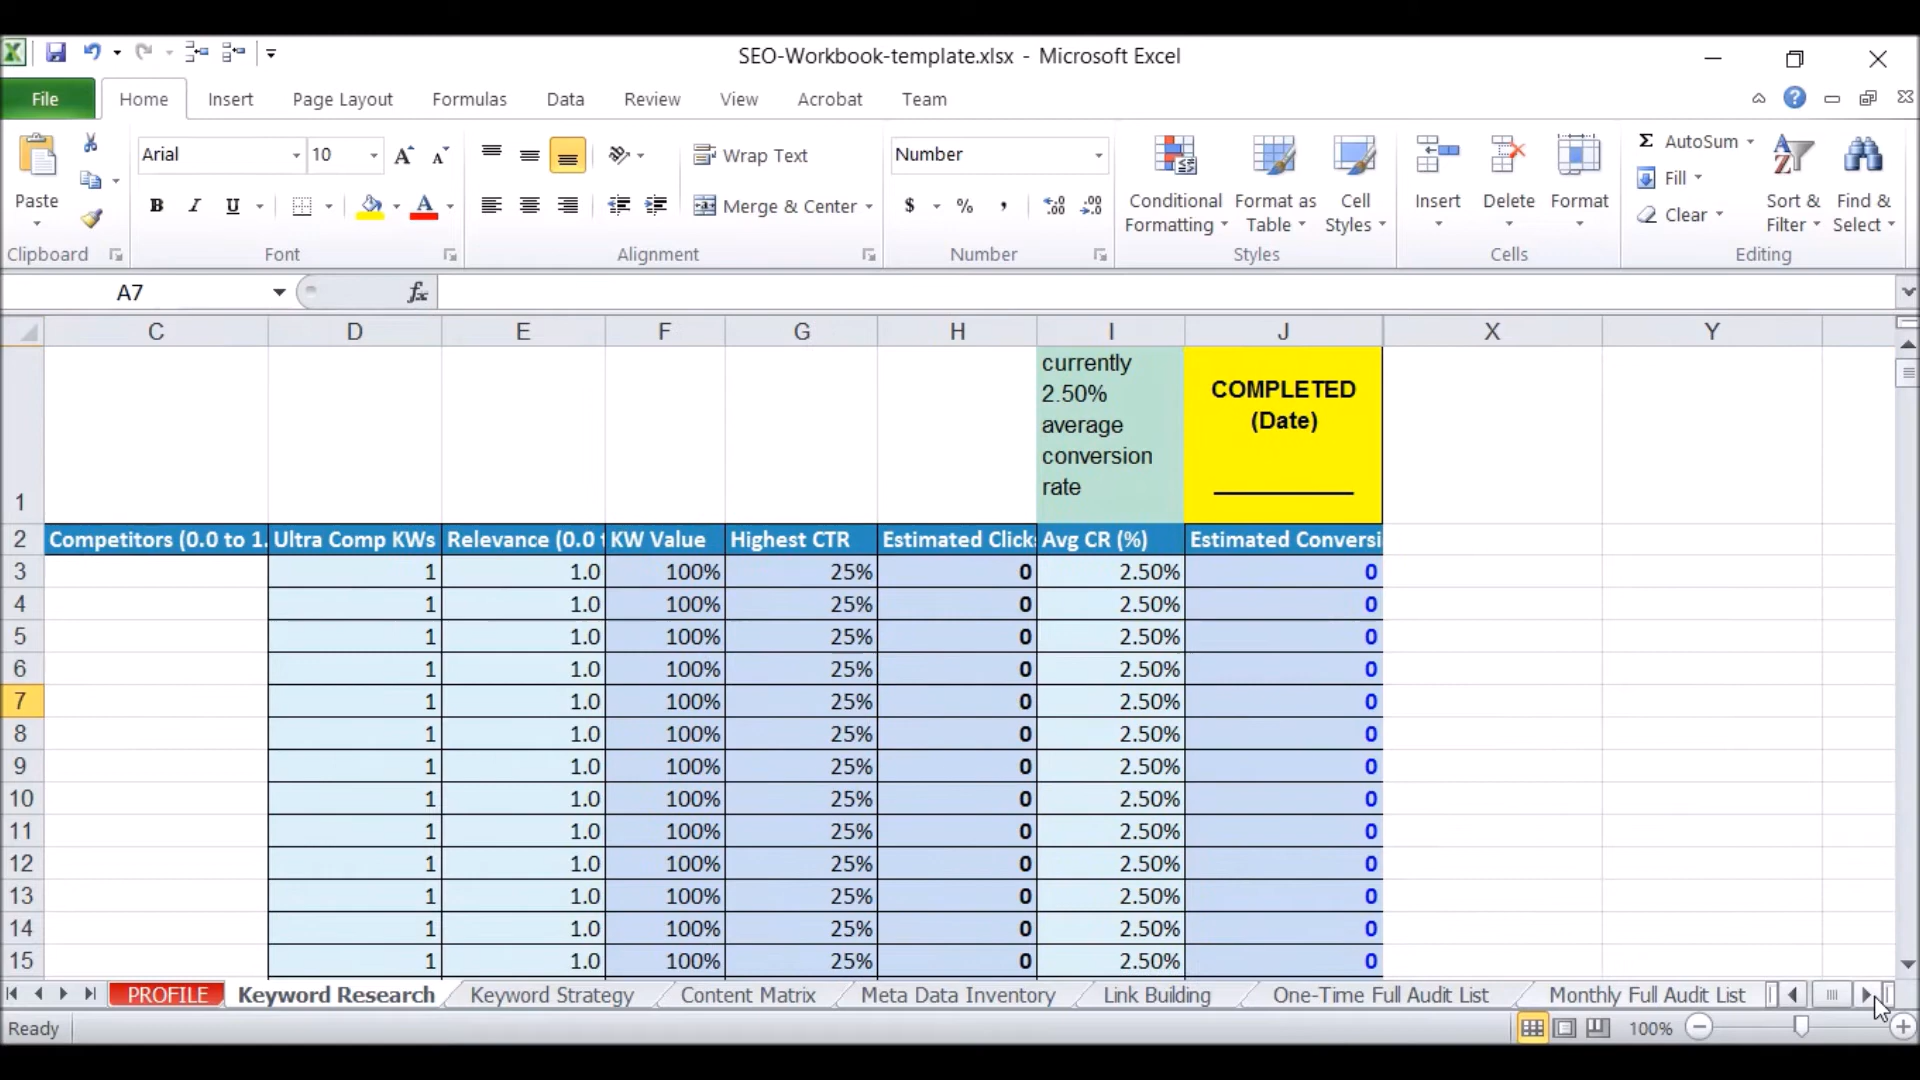 SEO-Workbook-template.xlsx - Microsoft Excel
File Home Insert Page Layout Formulas Data Review View Acrobat Team
Arial 10 Wrap Text Number AutoSum
Paste B I U Merge & Center $ % , Conditional Formatting Format as Table Cell Styles Insert Delete Format Fill Clear Sort & Filter Find & Select
Clipboard Font Alignment Number Styles Cells Editing
A7 fx
C D E F G H I J X Y
currently
2.50%
average
conversion
rate
COMPLETED
(Date)
1
2 Competitors (0.0 to 1. Ultra Comp KWs Relevance (0.0 KW Value Highest CTR Estimated Click Avg CR (%) Estimated Conversi
3 1 1.0 100% 25% 0 2.50% 0
4 1 1.0 100% 25% 0 2.50% 0
5 1 1.0 100% 25% 0 2.50% 0
6 1 1.0 100% 25% 0 2.50% 0
7 1 1.0 100% 25% 0 2.50% 0
8 1 1.0 100% 25% 0 2.50% 0
9 1 1.0 100% 25% 0 2.50% 0
10 1 1.0 100% 25% 0 2.50% 0
11 1 1.0 100% 25% 0 2.50% 0
12 1 1.0 100% 25% 0 2.50% 0
13 1 1.0 100% 25% 0 2.50% 0
14 1 1.0 100% 25% 0 2.50% 0
15 1 1.0 100% 25% 0 2.50% 0
PROFILE Keyword Research Keyword Strategy Content Matrix Meta Data Inventory Link Building One-Time Full Audit List Monthly Full Audit List
Ready 100%